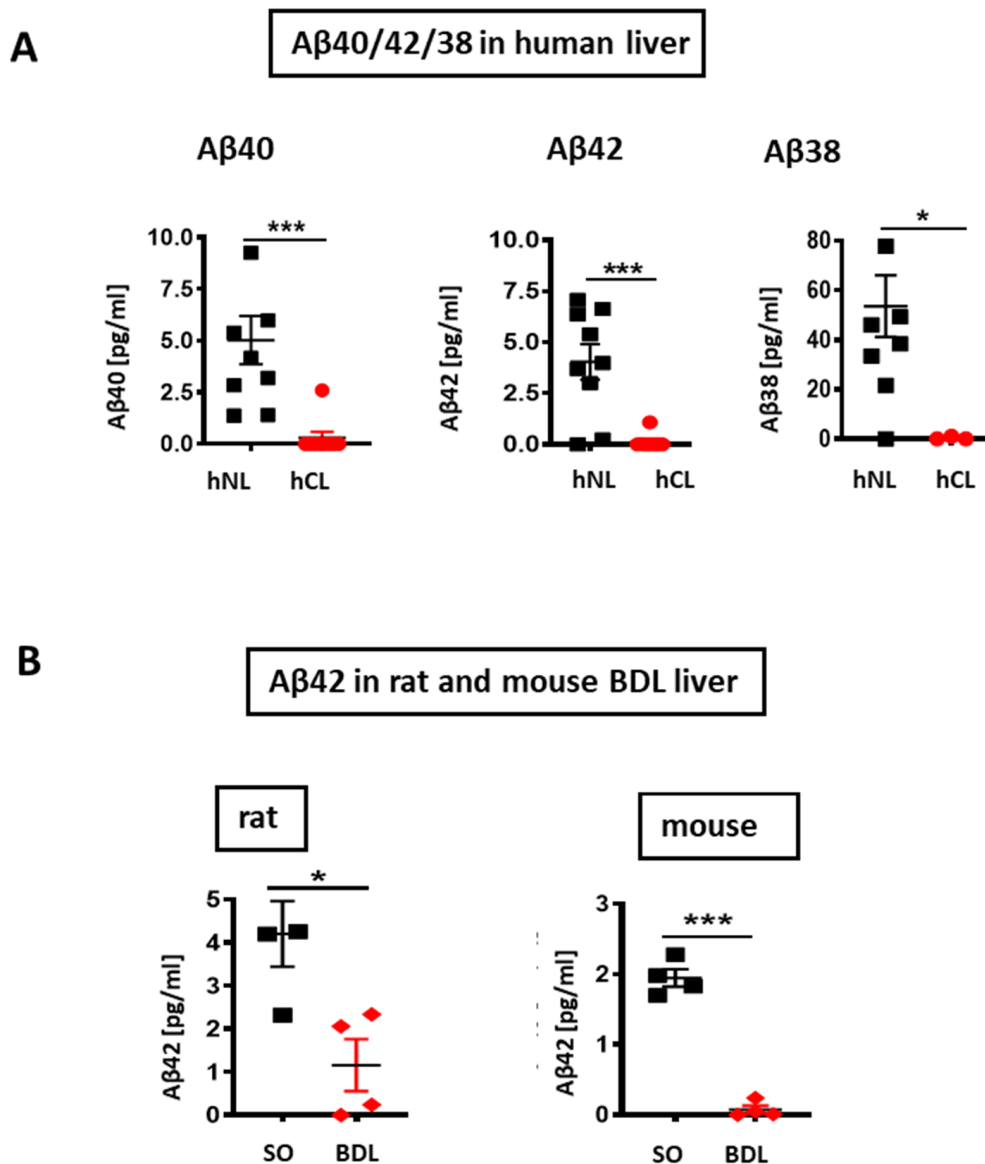 A
Aβ40/42/38 in human liver
Aβ40
Aβ42
Aβ38
Aβ40 [pg/ml]
10.0
7.5
5.0
2.5
0.0
***
hNL
hCL
Aβ42 [pg/ml]
10.0
7.5
5.0
2.5
0.0
***
hNL
hCL
Aβ38 [pg/ml]
80
60
40
20
0
*
hNL
hCL
B
Aβ42 in rat and mouse BDL liver
rat
mouse
Aβ42 [pg/ml]
5
4
3
2
1
0
*
SO
BDL
Aβ42 [pg/ml]
3
2
1
0
***
SO
BDL